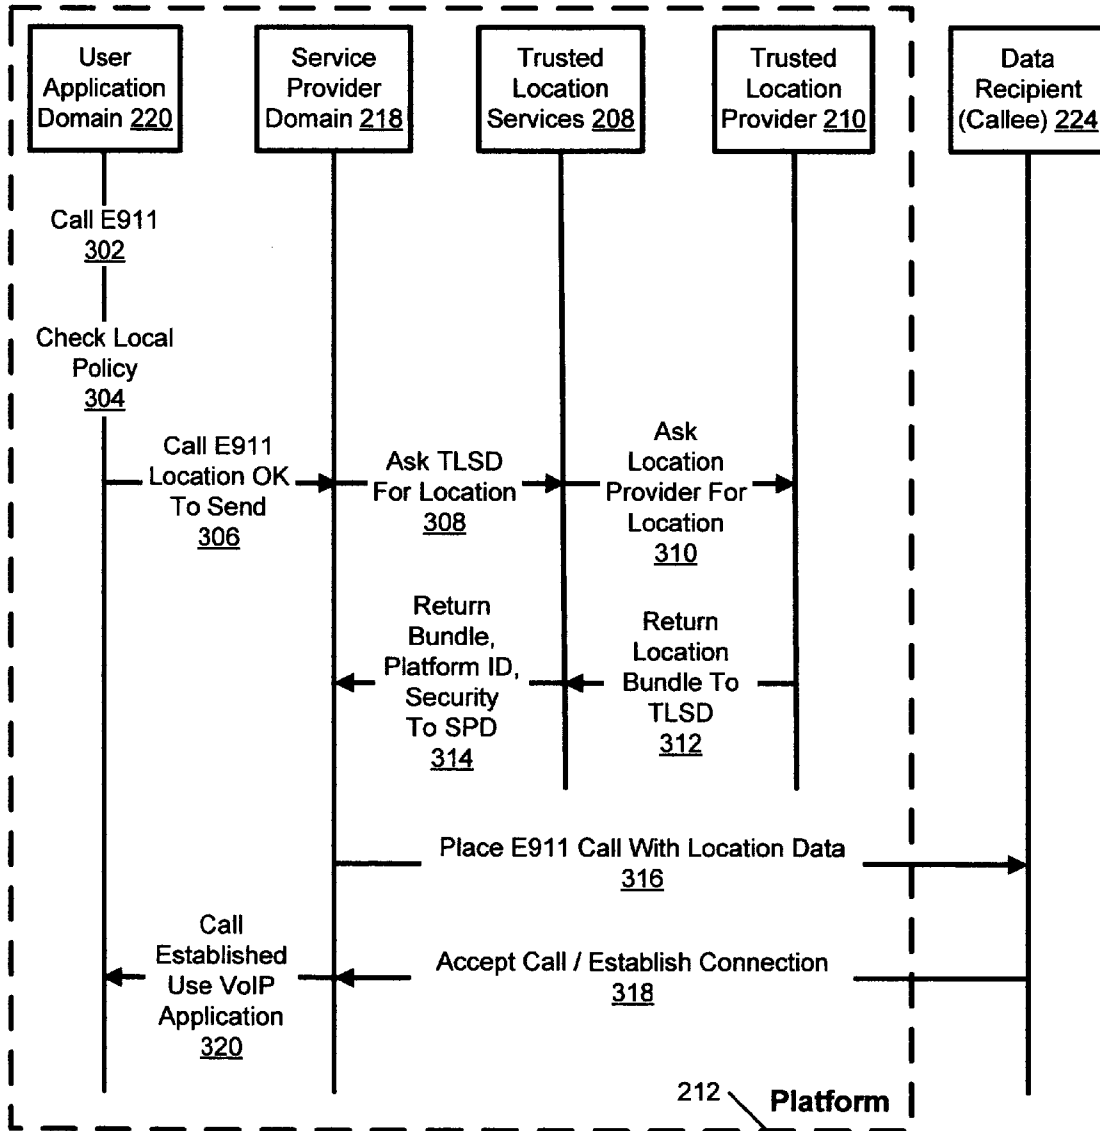 User
Application
Domain 220
Service
Provider
Domain 218
Trusted
Location
Services 208
Trusted
Location
Provider 210
Data
Recipient
(Callee) 224
Call E911
302
Check Local
Policy
304
Call E911
Location OK
To Send
306
Ask TLSD
For Location
308
Ask
Location
Provider For
Location
310
Return
Bundle,
Platform ID,
Security
To SPD
314
Return
Location
Bundle To
TLSD
312
Place E911 Call With Location Data
316
Call
Established
Use VoIP
Application
320
Accept Call / Establish Connection
318
212
Platform